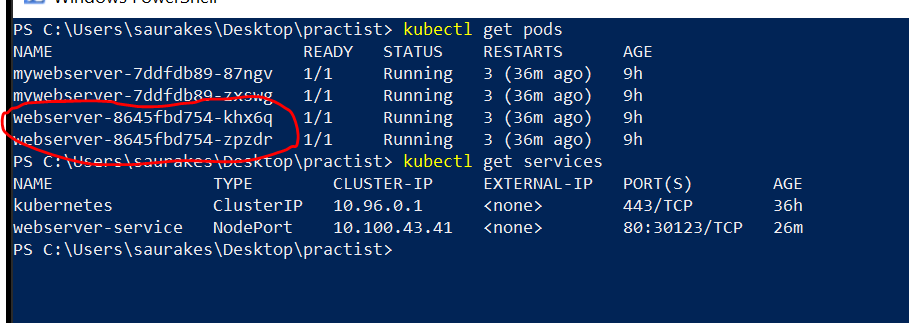 Windows PowerShell
PS C:\Users\saurakes\Desktop\practist> kubectl get pods
NAME READY STATUS RESTARTS AGE
mywebserver-7ddfdb89-87ngv 1/1 Running 3 (36m ago) 9h
mywebserver-7ddfdb89-zxswg 1/1 Running 3 (36m ago) 9h
webserver-8645fbd754-khx6q 1/1 Running 3 (36m ago) 9h
webserver-8645fbd754-zpzdr 1/1 Running 3 (36m ago) 9h
PS C:\Users\saurakes\Desktop\practist> kubectl get services
NAME TYPE CLUSTER-IP EXTERNAL-IP PORT(S) AGE
kubernetes ClusterIP 10.96.0.1 <none> 443/TCP 36h
webserver-service NodePort 10.100.43.41 <none> 80:30123/TCP 26m
PS C:\Users\saurakes\Desktop\practist>